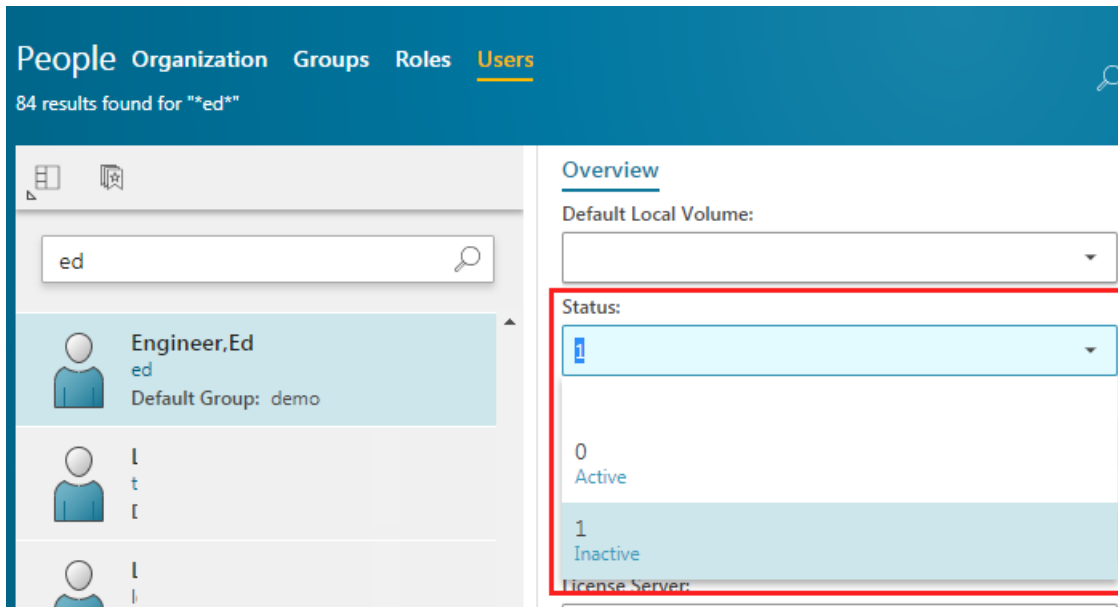 People Organization Groups Roles Users
84 results found for "*ed*"
ed
Engineer,Ed
ed
Default Group: demo
Overview
Default Local Volume:
Status:
1
0
Active
1
Inactive
License Server: